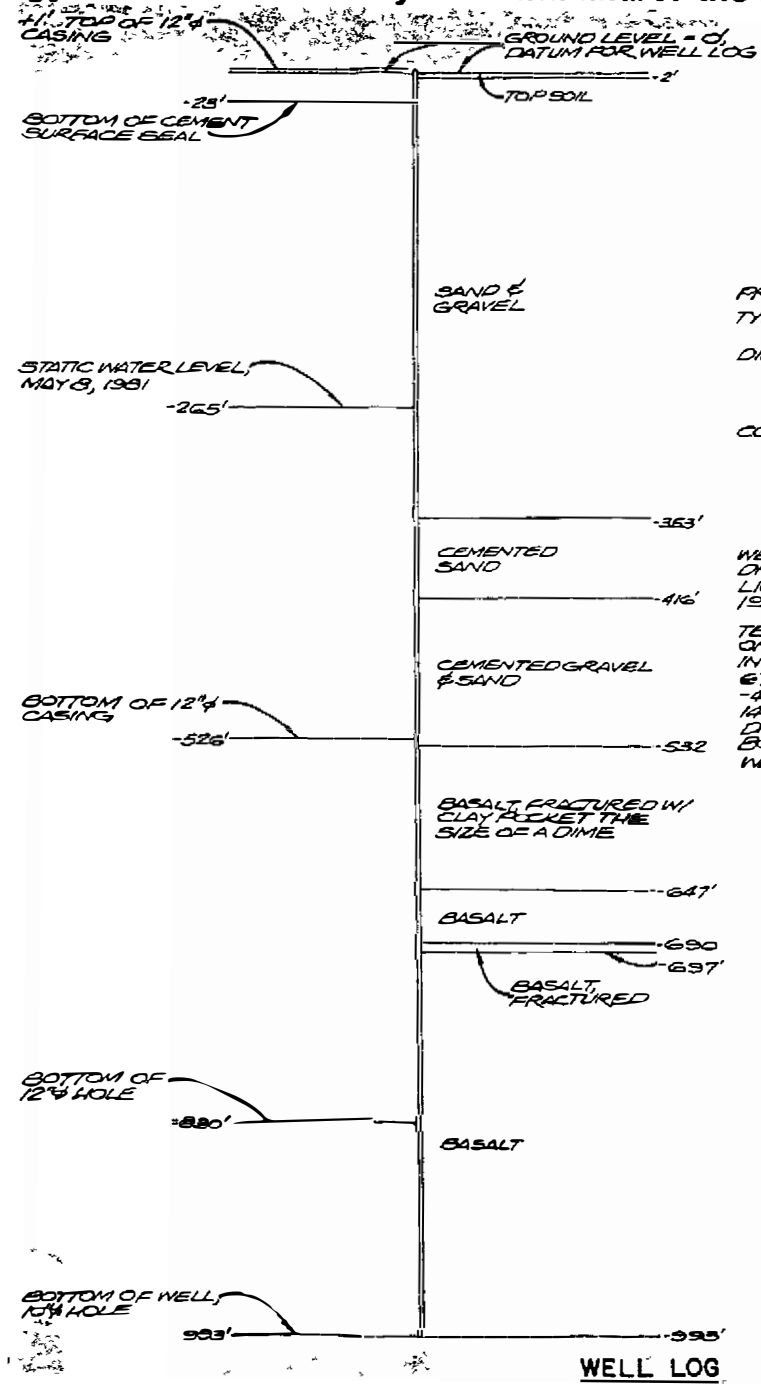 +1' TOP OF 12"ϕ
CASING
GROUND LEVEL = 0,
DATUM FOR WELL LOG
-2'
TOP SOIL
BOTTOM OF CEMENT
SURFACE SEAL
SAND &
GRAVEL
STATIC WATER LEVEL,
MAY 8, 1981
-265'
-353'
CEMENTED
SAND
-416'
CEMENTED GRAVEL
& SAND
BOTTOM OF 12"ϕ
CASING
-526'
-532
BASALT, FRACTURED W/
CLAY POCKET THE
SIZE OF A DIME
-647'
BASALT
-690
-697'
BASALT,
FRACTURED
BOTTOM OF
12"ϕ HOLE
BASALT
BOTTOM OF WELL,
10"ϕ HOLE
993'
-993'
WELL LOG